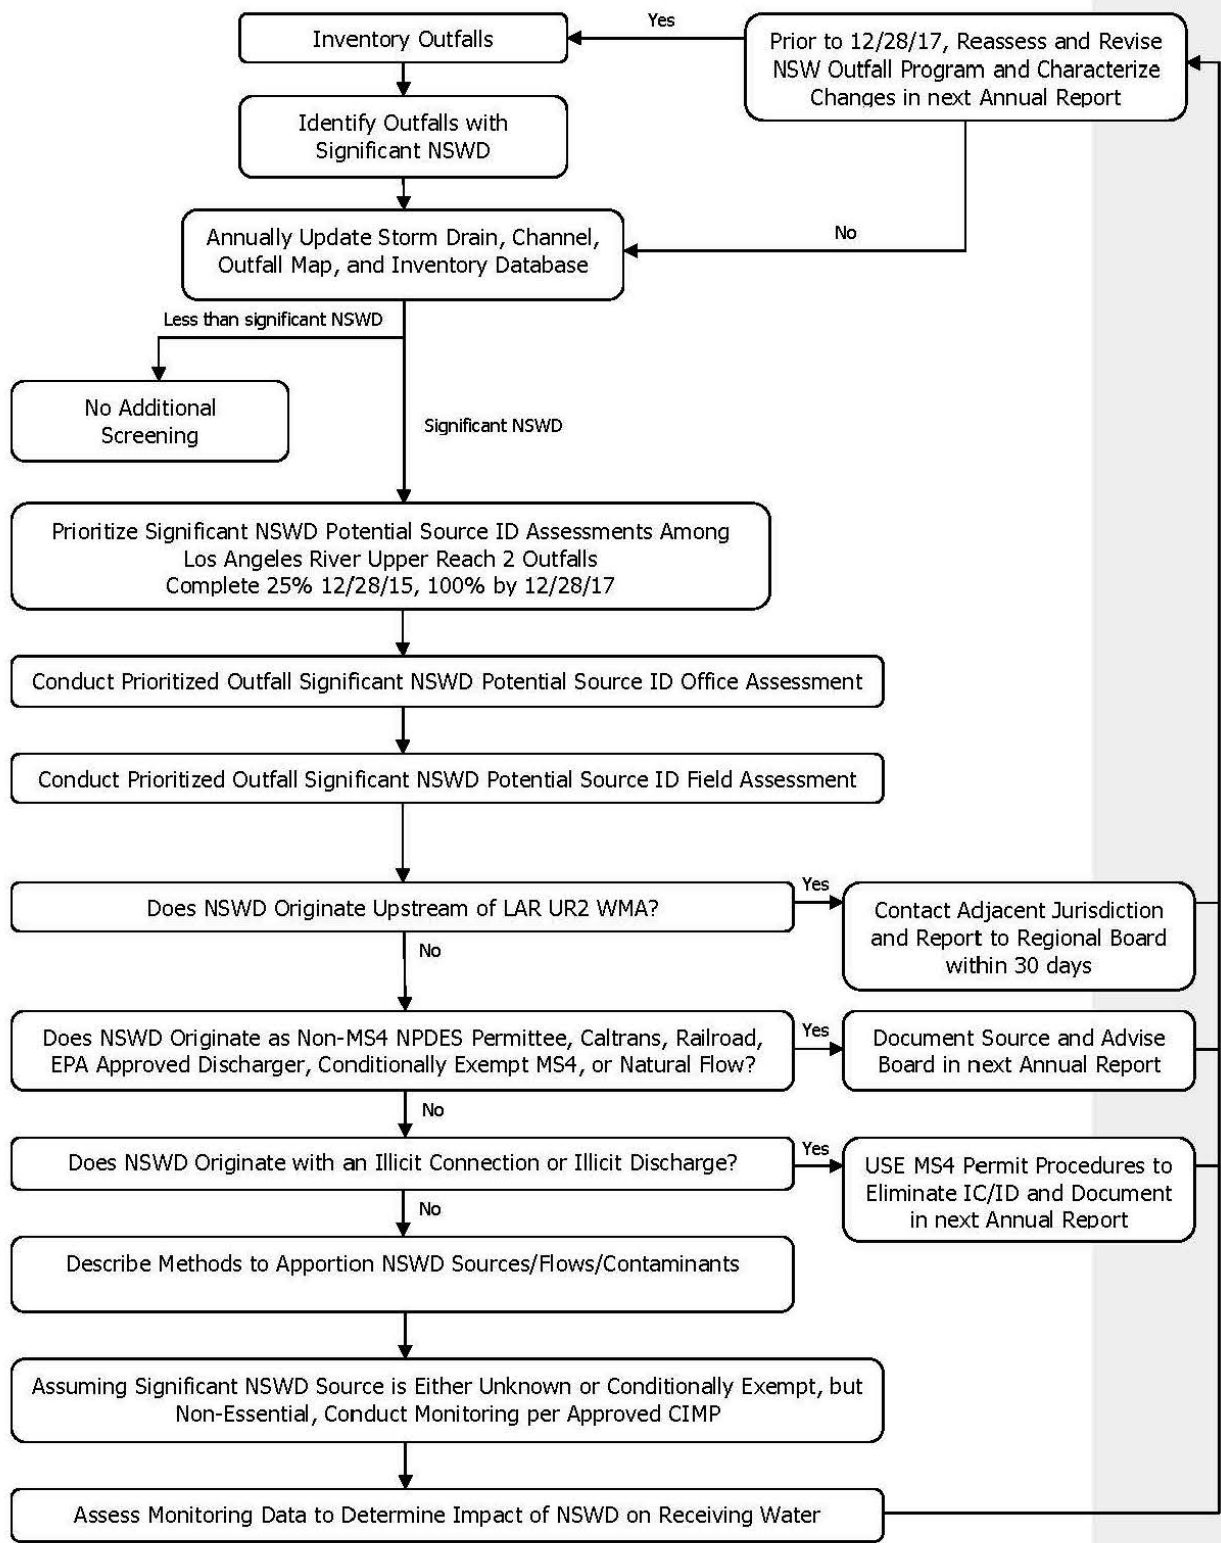 Inventory Outfalls
Yes
Prior to 12/28/17, Reassess and Revise
NSW Outfall Program and Characterize
Changes in next Annual Report
Identify Outfalls with
Significant NSWD
Annually Update Storm Drain, Channel,
Outfall Map, and Inventory Database
No
Less than significant NSWD
No Additional
Screening
Significant NSWD
Prioritize Significant NSWD Potential Source ID Assessments Among
Los Angeles River Upper Reach 2 Outfalls
Complete 25% 12/28/15, 100% by 12/28/17
Conduct Prioritized Outfall Significant NSWD Potential Source ID Office Assessment
Conduct Prioritized Outfall Significant NSWD Potential Source ID Field Assessment
Does NSWD Originate Upstream of LAR UR2 WMA?
Yes
Contact Adjacent Jurisdiction
and Report to Regional Board
within 30 days
No
Does NSWD Originate as Non-MS4 NPDES Permittee, Caltrans, Railroad,
EPA Approved Discharger, Conditionally Exempt MS4, or Natural Flow?
Yes
Document Source and Advise
Board in next Annual Report
No
Does NSWD Originate with an Illicit Connection or Illicit Discharge?
Yes
USE MS4 Permit Procedures to
Eliminate IC/ID and Document
in next Annual Report
No
Describe Methods to Apportion NSWD Sources/Flows/Contaminants
Assuming Significant NSWD Source is Either Unknown or Conditionally Exempt, but
Non-Essential, Conduct Monitoring per Approved CIMP
Assess Monitoring Data to Determine Impact of NSWD on Receiving Water